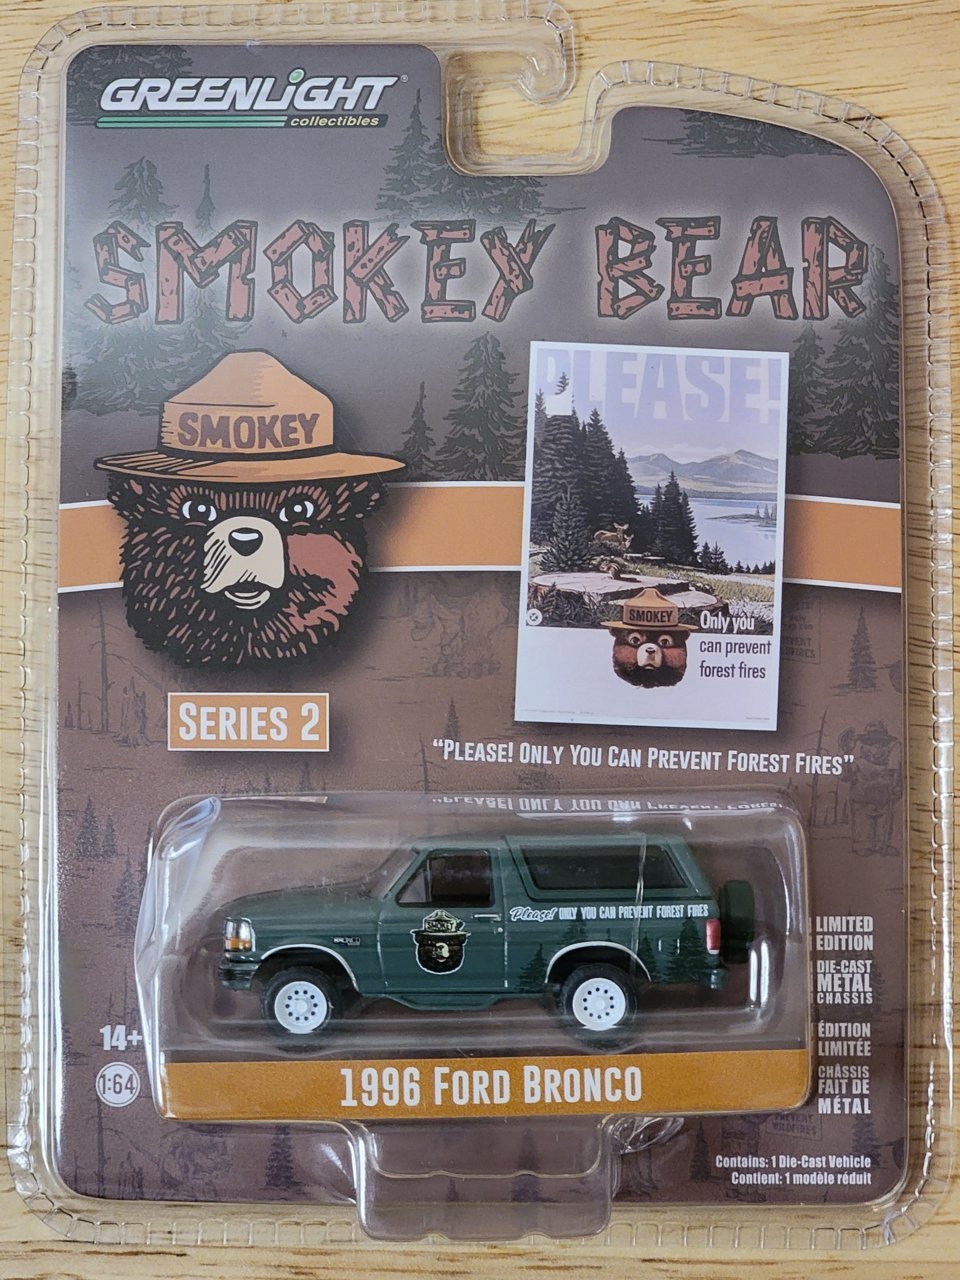 GREENLiGHT®
collectibles
SMOKEY BEAR
SMOKEY
PLEASE!
SMOKEY
Only you
can prevent
forest fires
SERIES 2
"PLEASE! ONLY YOU CAN PREVENT FOREST FIRES"
Please! ONLY YOU CAN PREVENT FOREST FIRES
SMOKEY
BRONCO
LIMITED
EDITION
DIE-CAST
METAL
CHASSIS
ÉDITION
LIMITÉE
CHÂSSIS
FAIT DE
MÉTAL
14+
1:64
1996 FORD BRONCO
Contains: 1 Die-Cast Vehicle
Contient: 1 modèle réduit